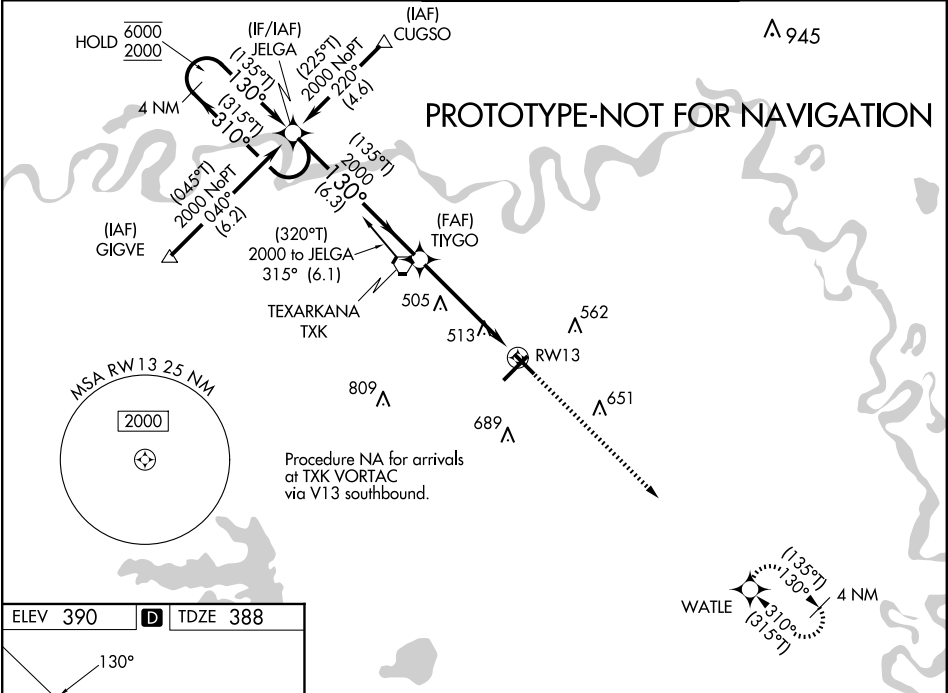 HOLD 6000
2000
4 NM
(IF/IAF)
JELGA
(IAF)
CUGSO
945
(135°T)
130°
(315°T)
310°
(225°T)
2000 NoPT
220°
(4.6)
PROTOTYPE-NOT FOR NAVIGATION
(045°T)
2000 NoPT
040°
(6.2)
(IAF)
GIGVE
(135°T)
2000
130°
(6.3)
(FAF)
TIYGO
(320°T)
2000 to JELGA
315° (6.1)
TEXARKANA
TXK
505
513
562
RW13
809
651
689
MSA RW13 25 NM
2000
Procedure NA for arrivals
at TXK VORTAC
via V13 southbound.
WATLE
(135°T)
130°
4 NM
310°
(315°T)
ELEV 390 D TDZE 388
130°